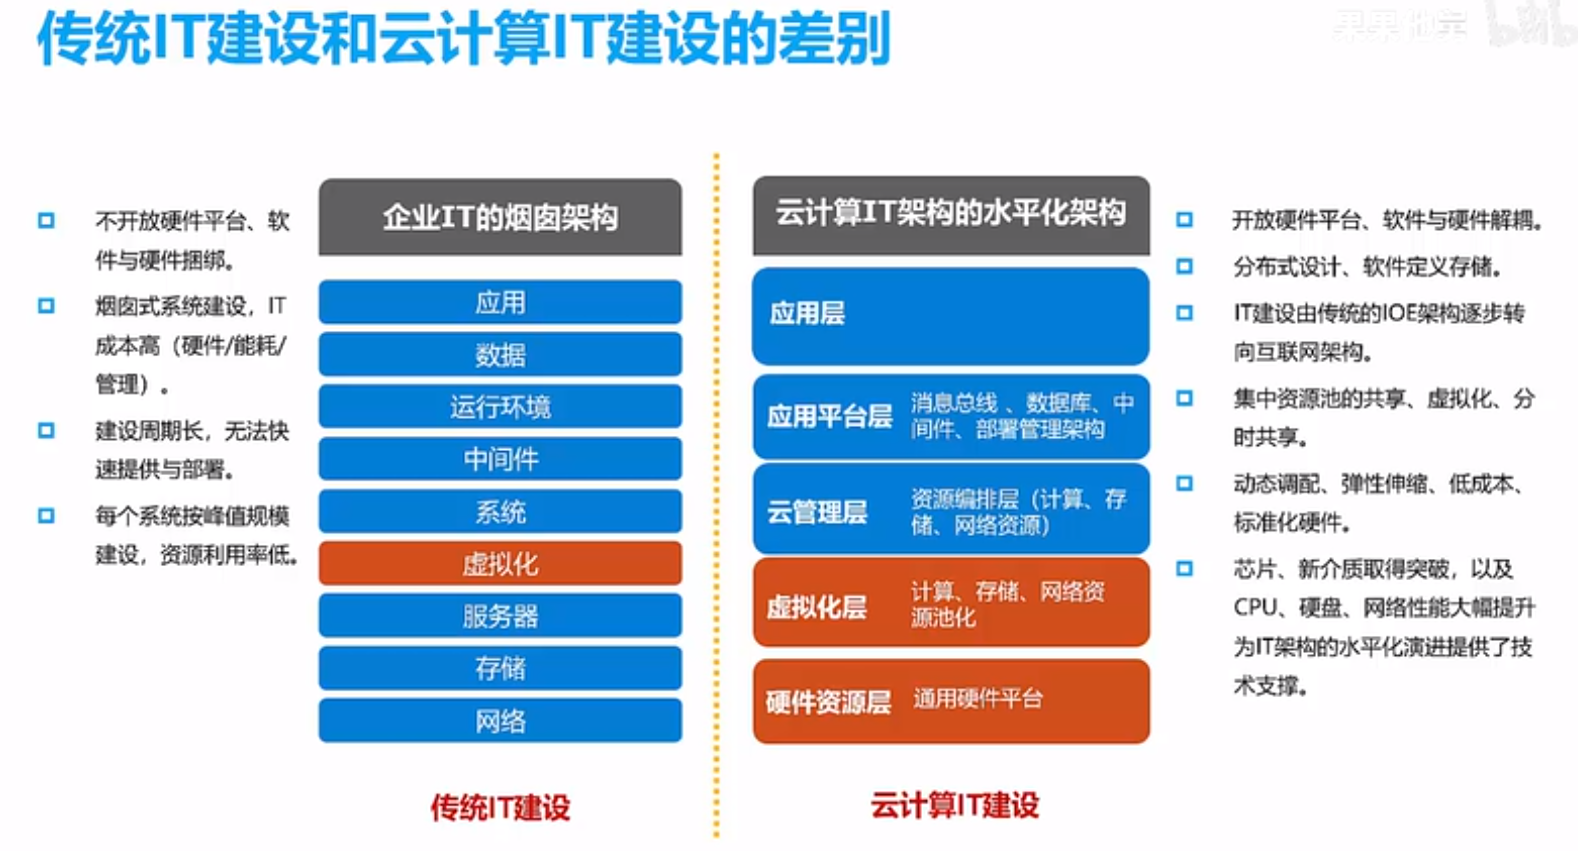 传统IT建设和云计算IT建设的差别
不开放硬件平台、软
件与硬件捆绑。
烟囱式系统建设，IT
成本高（硬件/能耗/
管理）。
建设周期长，无法快
速提供与部署。
每个系统按峰值规模
建设，资源利用率低。
企业IT的烟囱架构
应用
数据
运行环境
中间件
系统
虚拟化
服务器
存储
网络
传统IT建设
云计算IT架构的水平化架构
应用层
应用平台层
消息总线 、数据库、中
间件、部署管理架构
云管理层
资源编排层（计算、存
储、网络资源）
虚拟化层
计算、存储、网络资
源池化
硬件资源层
通用硬件平台
云计算IT建设
开放硬件平台、软件与硬件解耦。
分布式设计、软件定义存储。
IT建设由传统的IOE架构逐步转
向互联网架构。
集中资源池的共享、虚拟化、分
时共享。
动态调配、弹性伸缩、低成本、
标准化硬件。
芯片、新介质取得突破，以及
CPU、硬盘、网络性能大幅提升
为IT架构的水平化演进提供了技
术支撑。